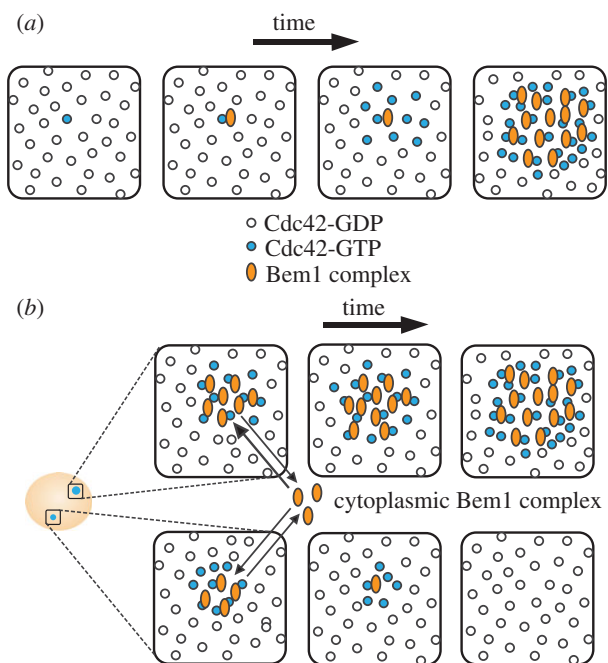 (a)
time
Cdc42-GDP
Cdc42-GTP
Bem1 complex
(b)
time
cytoplasmic Bem1 complex